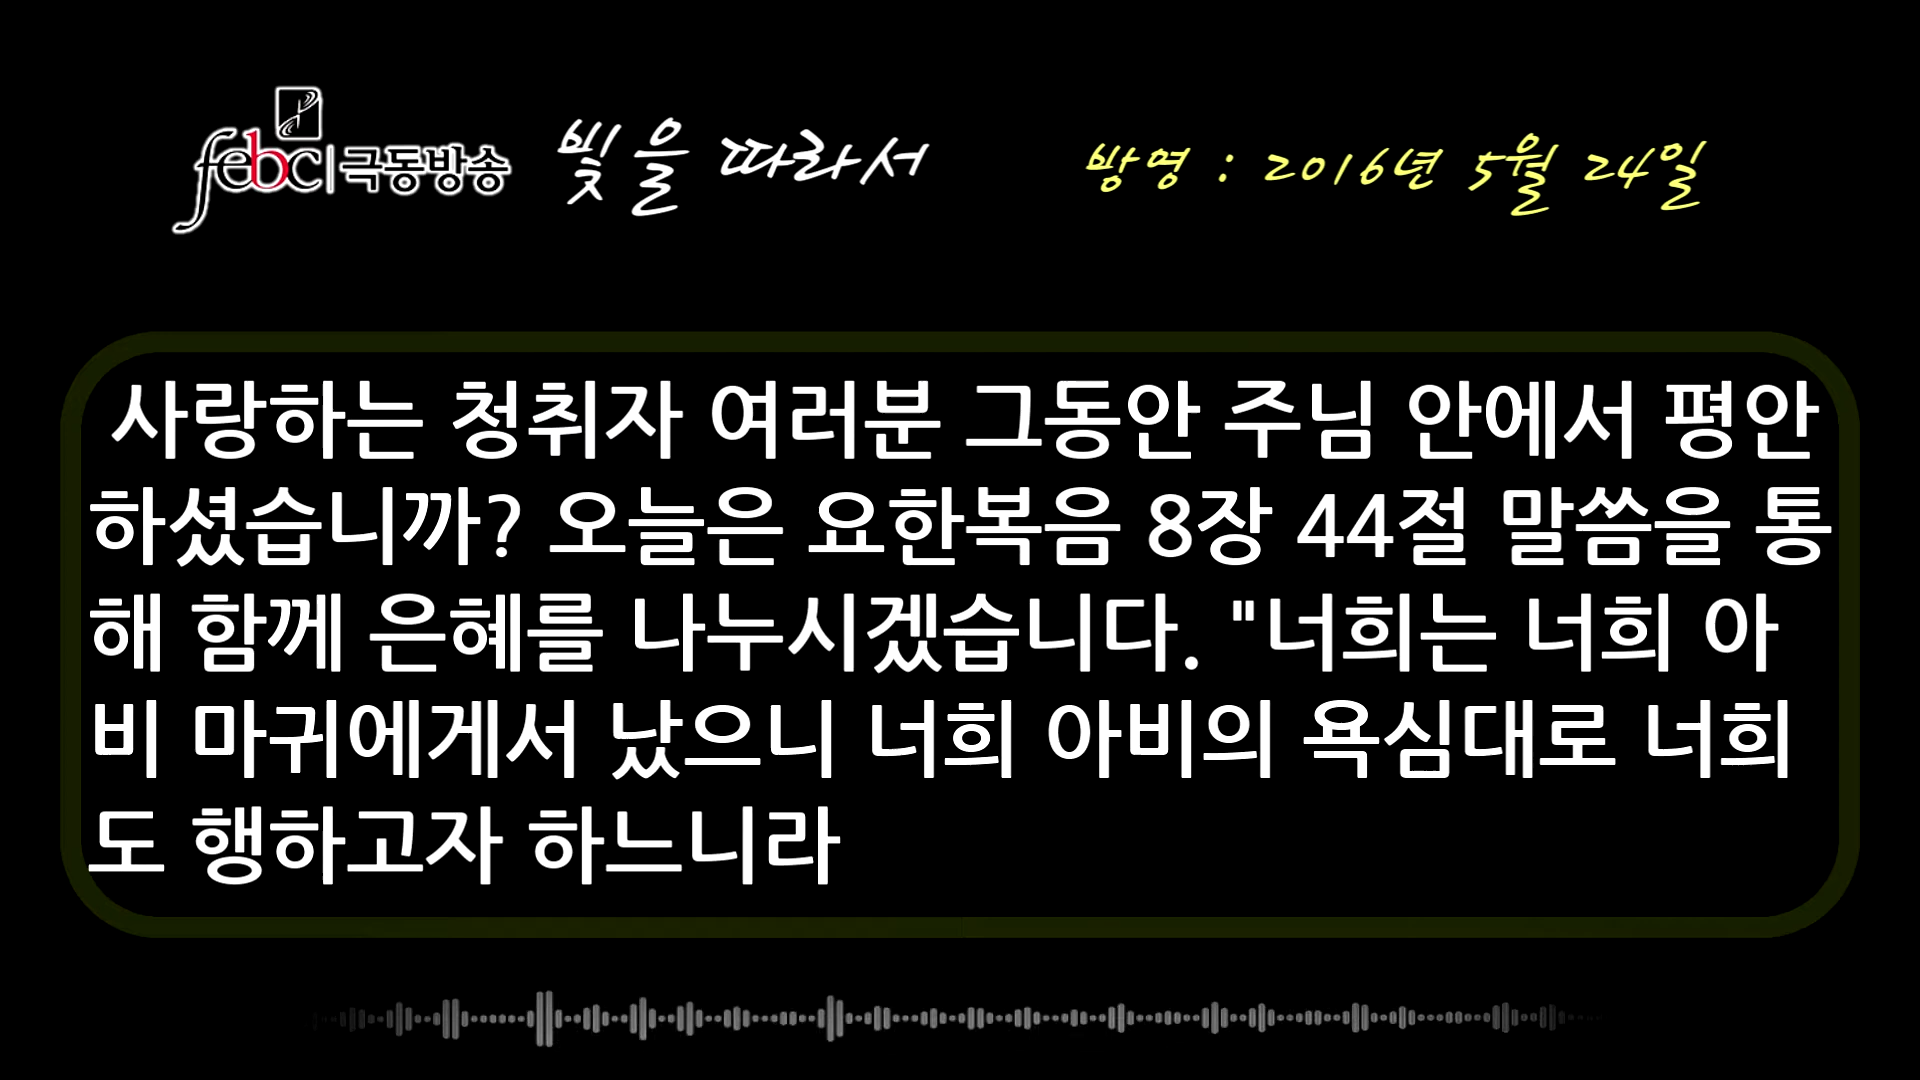 febc 극동방송 빛을 따라서 방영 : 2016년 5월 24일
사랑하는 청취자 여러분 그동안 주님 안에서 평안
하셨습니까? 오늘은 요한복음 8장 44절 말씀을 통
해 함께 은혜를 나누시겠습니다. "너희는 너희 아
비 마귀에게서 났으니 너희 아비의 욕심대로 너희
도 행하고자 하느니라